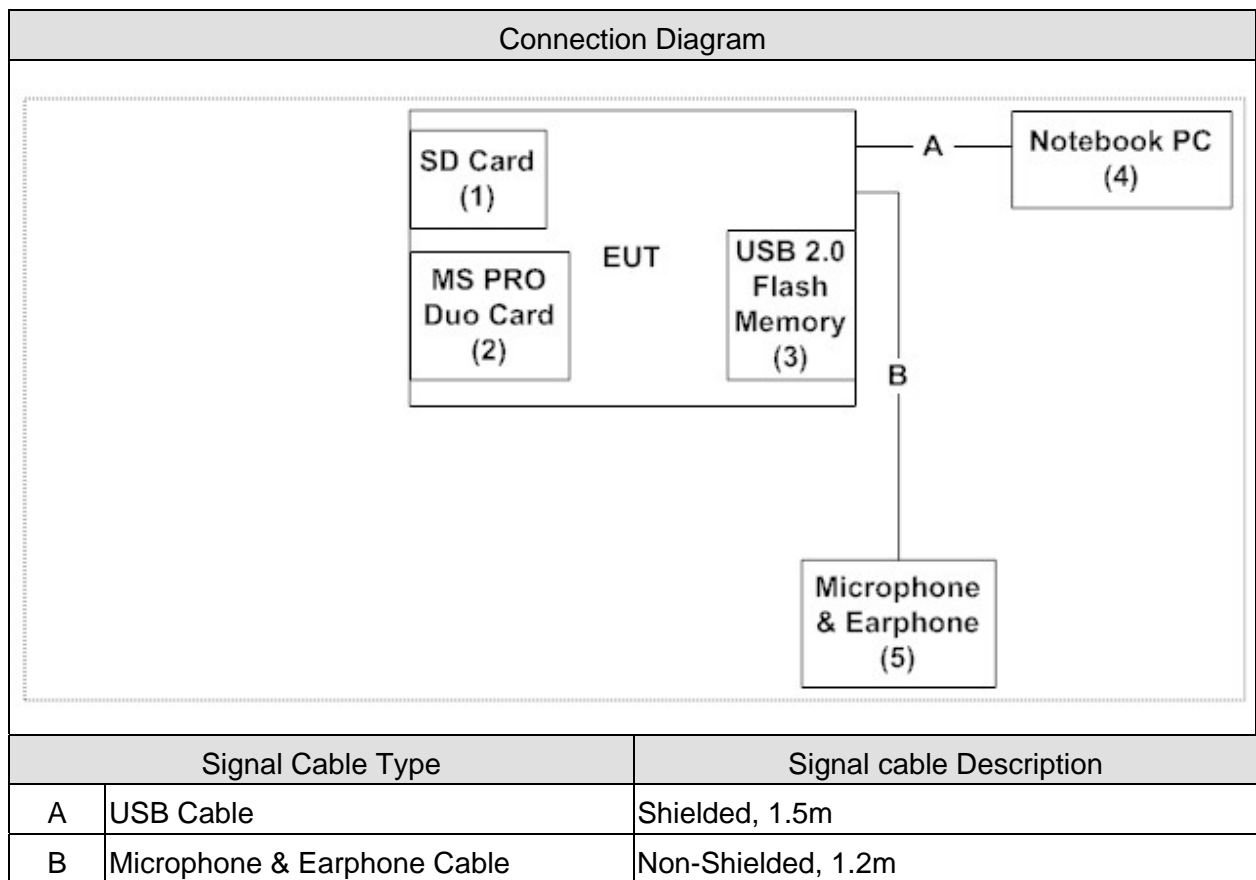 Connection Diagram
SD Card
(1)
MS PRO
Duo Card
(2)
EUT
USB 2.0
Flash
Memory
(3)
A
Notebook PC
(4)
B
Microphone
& Earphone
(5)
Signal Cable Type Signal cable Description
A USB Cable Shielded, 1.5m
B Microphone & Earphone Cable Non-Shielded, 1.2m